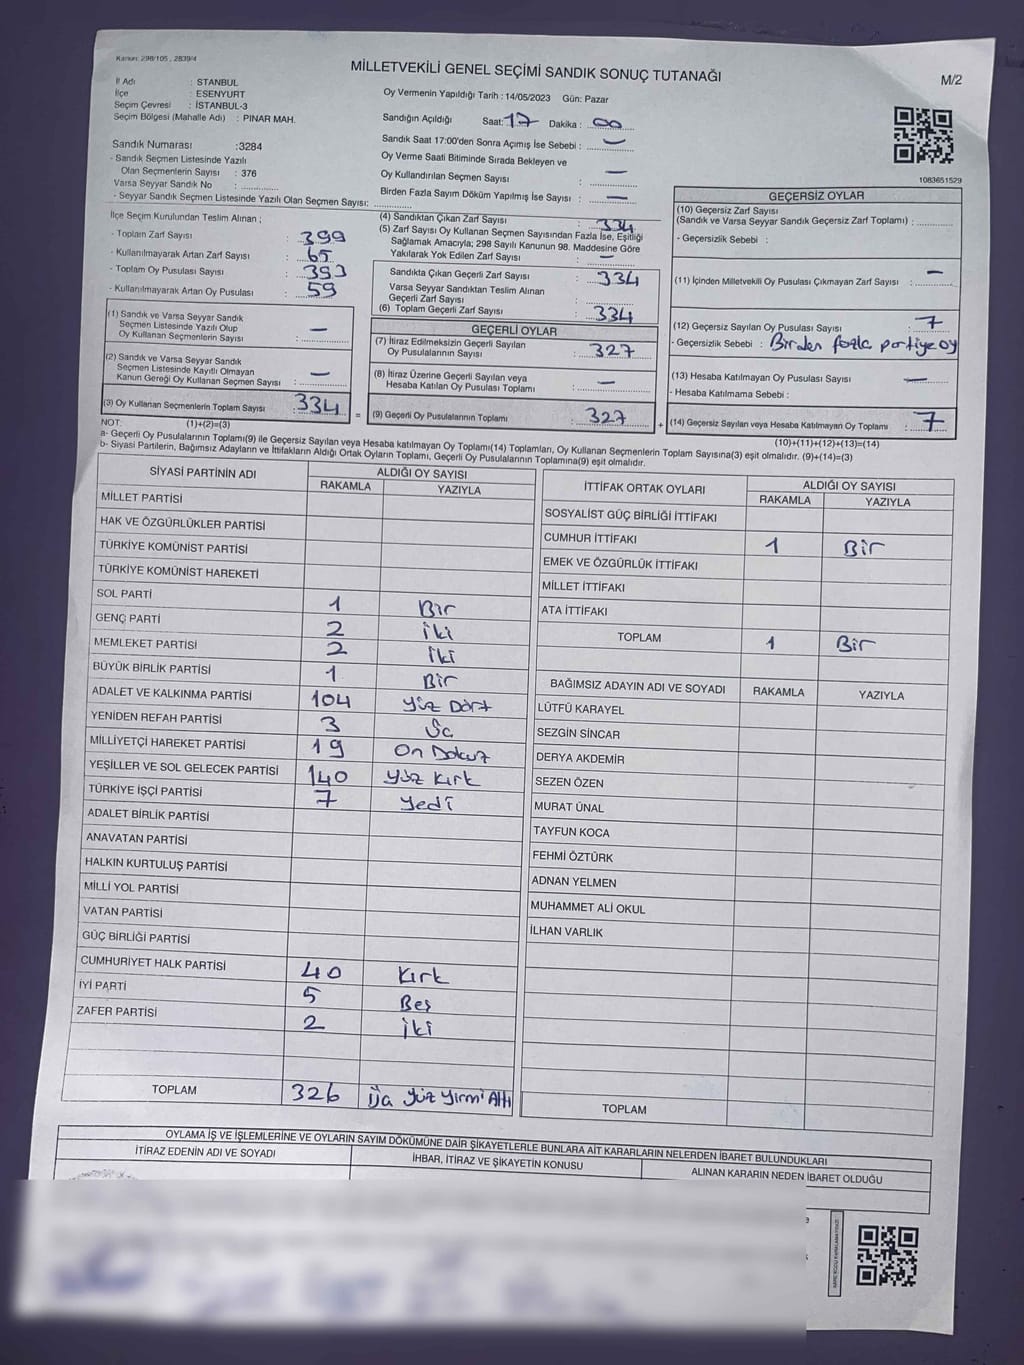 Kanun: 298/105 , 2839/4
MİLLETVEKİLİ GENEL SEÇİMİ SANDIK SONUÇ TUTANAĞI
M/2
İl Adı : STANBUL
İlçe : ESENYURT
Seçim Çevresi : İSTANBUL-3
Seçim Bölgesi (Mahalle Adı) : PINAR MAH.
Oy Vermenin Yapıldığı Tarih : 14/05/2023 Gün: Pazar
Sandığın Açıldığı Saat: 17 Dakika : 00
Sandık Saat 17:00'den Sonra Açımış İse Sebebi : —
Oy Verme Saati Bitiminde Sırada Bekleyen ve
Oy Kullandırılan Seçmen Sayısı : —
Birden Fazla Sayım Döküm Yapılmış İse Sayısı : —
1083651529
Sandık Numarası :3284
- Sandık Seçmen Listesinde Yazılı
Olan Seçmenlerin Sayısı : 376
Varsa Seyyar Sandık No :
- Seyyar Sandık Seçmen Listesinde Yazılı Olan Seçmen Sayısı:
İlçe Seçim Kurulundan Teslim Alınan ;
- Toplam Zarf Sayısı : 399
- Kullanılmayarak Artan Zarf Sayısı : 65
- Toplam Oy Pusulası Sayısı : 393
- Kullanılmayarak Artan Oy Pusulası : 59
(1) Sandık ve Varsa Seyyar Sandık
Seçmen Listesinde Yazılı Olup
Oy Kullanan Seçmenlerin Sayısı : —
(2) Sandık ve Varsa Seyyar Sandık
Seçmen Listesinde Kayıtlı Olmayan
Kanun Gereği Oy Kullanan Seçmen Sayısı : —
(3) Oy Kullanan Seçmenlerin Toplam Sayısı : 334
(4) Sandıktan Çıkan Zarf Sayısı : 334
(5) Zarf Sayısı Oy Kullanan Seçmen Sayısından Fazla İse, Eşitliği
Sağlamak Amacıyla; 298 Sayılı Kanunun 98. Maddesine Göre
Yakılarak Yok Edilen Zarf Sayısı : —
Sandıkta Çıkan Geçerli Zarf Sayısı : 334
Varsa Seyyar Sandıktan Teslim Alınan
Geçerli Zarf Sayısı :
(6) Toplam Geçerli Zarf Sayısı : 334
GEÇERLİ OYLAR
(7) İtiraz Edilmeksizin Geçerli Sayılan
Oy Pusulalarının Sayısı : 327
(8) İtiraz Üzerine Geçerli Sayılan veya
Hesaba Katılan Oy Pusulası Toplamı : —
= (9) Geçerli Oy Pusulalarının Toplamı : 327
GEÇERSİZ OYLAR
(10) Geçersiz Zarf Sayısı
(Sandık ve Varsa Seyyar Sandık Geçersiz Zarf Toplamı) :
- Geçersizlik Sebebi :
(11) İçinden Milletvekili Oy Pusulası Çıkmayan Zarf Sayısı : —
(12) Geçersiz Sayılan Oy Pusulası Sayısı : 7
- Geçersizlik Sebebi : Birden fazla partiye oy
(13) Hesaba Katılmayan Oy Pusulası Sayısı : —
- Hesaba Katılmama Sebebi :
+ (14) Geçersiz Sayılan veya Hesaba Katılmayan Oy Toplamı : 7
NOT: (1)+(2)=(3)
(10)+(11)+(12)+(13)=(14)
a- Geçerli Oy Pusulalarının Toplamı(9) ile Geçersiz Sayılan veya Hesaba katılmayan Oy Toplamı(14) Toplamları, Oy Kullanan Seçmenlerin Toplam Sayısına(3) eşit olmalıdır. (9)+(14)=(3)
b- Siyasi Partilerin, Bağımsız Adayların ve İttifakların Aldığı Ortak Oyların Toplamı, Geçerli Oy Pusulalarının Toplamına(9) eşit olmalıdır.
SİYASİ PARTİNİN ADI ALDIĞI OY SAYISI
RAKAMLA YAZIYLA
MİLLET PARTİSİ
HAK VE ÖZGÜRLÜKLER PARTİSİ
TÜRKİYE KOMÜNİST PARTİSİ
TÜRKİYE KOMÜNİST HAREKETİ
SOL PARTİ 1 Bir
GENÇ PARTİ 2 İki
MEMLEKET PARTİSİ 2 İki
BÜYÜK BİRLİK PARTİSİ 1 Bir
ADALET VE KALKINMA PARTİSİ 104 Yüz Dört
YENİDEN REFAH PARTİSİ 3 Üç
MİLLİYETÇİ HAREKET PARTİSİ 19 On Dokuz
YEŞİLLER VE SOL GELECEK PARTİSİ 140 Yüz Kırk
TÜRKİYE İŞÇİ PARTİSİ 7 Yedi
ADALET BİRLİK PARTİSİ
ANAVATAN PARTİSİ
HALKIN KURTULUŞ PARTİSİ
MİLLİ YOL PARTİSİ
VATAN PARTİSİ
GÜÇ BİRLİĞİ PARTİSİ
CUMHURİYET HALK PARTİSİ 40 Kırk
İYİ PARTİ 5 Beş
ZAFER PARTİSİ 2 İki
TOPLAM 326 Üç Yüz Yirmi Altı
İTTİFAK ORTAK OYLARI ALDIĞI OY SAYISI
RAKAMLA YAZIYLA
SOSYALİST GÜÇ BİRLİĞİ İTTİFAKI
CUMHUR İTTİFAKI 1 Bir
EMEK VE ÖZGÜRLÜK İTTİFAKI
MİLLET İTTİFAKI
ATA İTTİFAKI
TOPLAM 1 Bir
BAĞIMSIZ ADAYIN ADI VE SOYADI RAKAMLA YAZIYLA
LÜTFÜ KARAYEL
SEZGİN SİNCAR
DERYA AKDEMİR
SEZEN ÖZEN
MURAT ÜNAL
TAYFUN KOCA
FEHMİ ÖZTÜRK
ADNAN YELMEN
MUHAMMET ALİ OKUL
İLHAN VARLIK
TOPLAM
OYLAMA İŞ VE İŞLEMLERİNE VE OYLARIN SAYIM DÖKÜMÜNE DAİR ŞİKAYETLERLE BUNLARA AİT KARARLARIN NELERDEN İBARET BULUNDUKLARI
İTİRAZ EDENİN ADI VE SOYADI İHBAR, İTİRAZ VE ŞİKAYETİN KONUSU ALINAN KARARIN NEDEN İBARET OLDUĞU